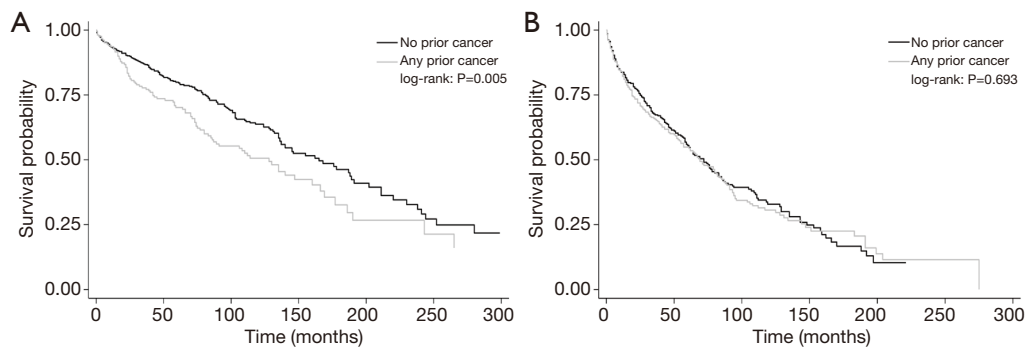 A
1.00
0.75
0.50
0.25
0.00
Survival probability
0 50 100 150 200 250 300
Time (months)
No prior cancer
Any prior cancer
log-rank: P=0.005
B
1.00
0.75
0.50
0.25
0.00
Survival probability
0 50 100 150 200 250 300
Time (months)
No prior cancer
Any prior cancer
log-rank: P=0.693